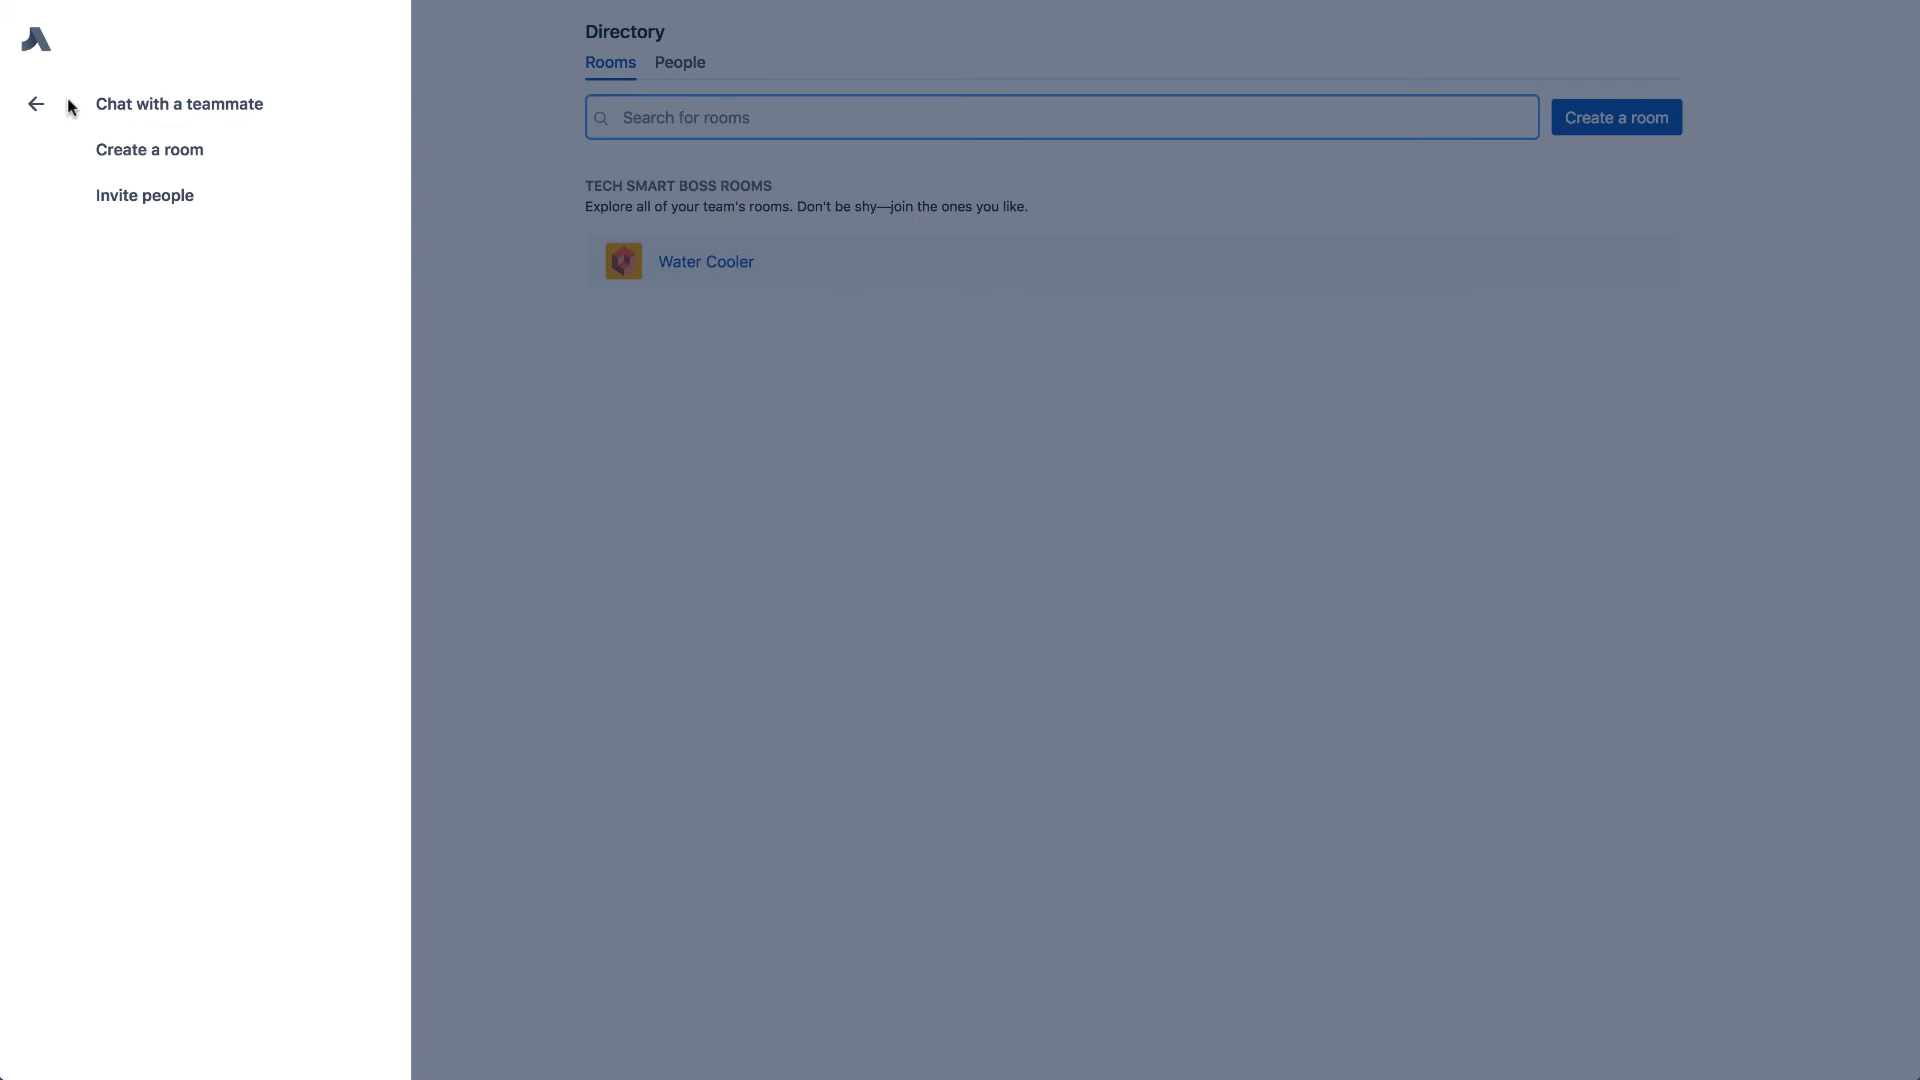 Chat with a teammate
Create a room
Invite people
Directory
Rooms People
Search for rooms
Create a room
TECH SMART BOSS ROOMS
Explore all of your team's rooms. Don't be shy—join the ones you like.
Water Cooler